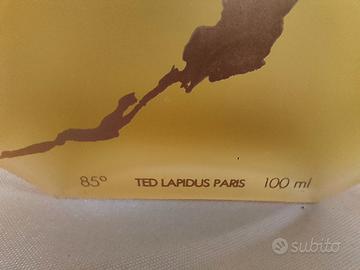 85° TED LAPIDUS PARIS 100 ml
subito